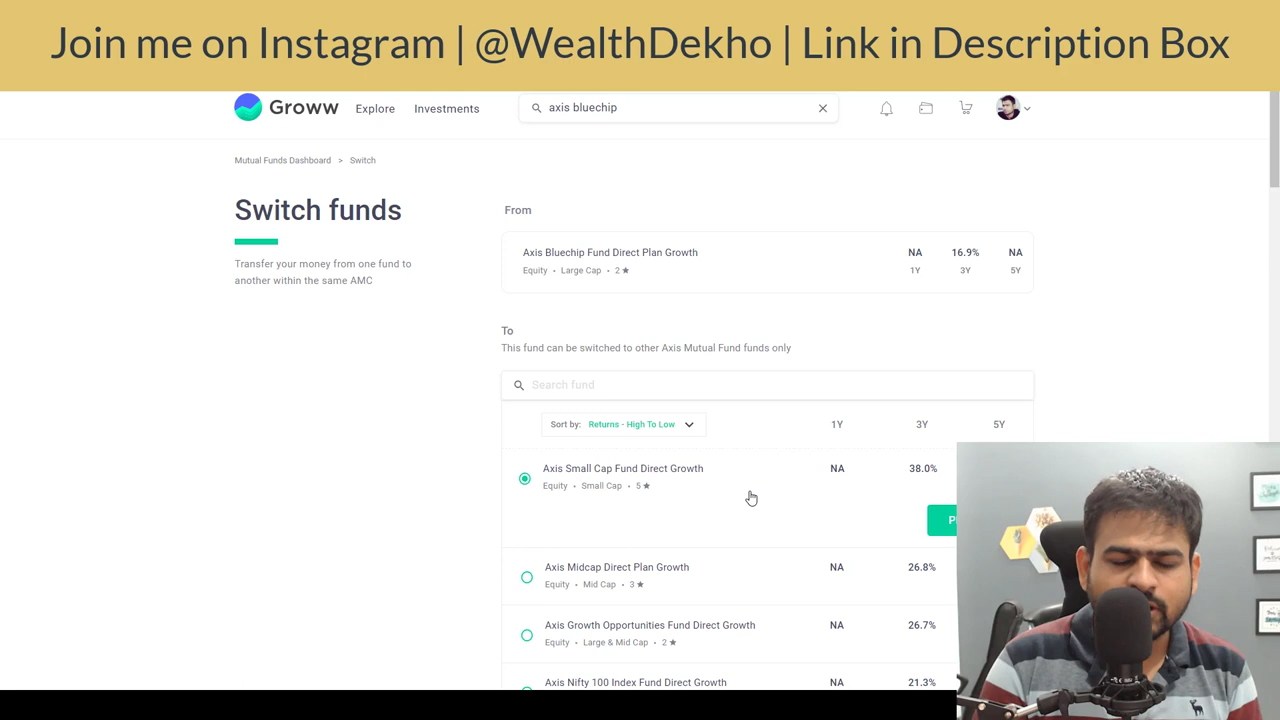 Join me on Instagram | @WealthDekho | Link in Description Box
Groww
Explore
Investments
axis bluechip
Mutual Funds Dashboard > Switch
Switch funds
Transfer your money from one fund to
another within the same AMC
From
Axis Bluechip Fund Direct Plan Growth
Equity • Large Cap • 2★
NA 16.9% NA
1Y 3Y 5Y
To
This fund can be switched to other Axis Mutual Fund funds only
Search fund
Sort by: Returns - High To Low
1Y 3Y 5Y
Axis Small Cap Fund Direct Growth NA 38.0%
Equity • Small Cap • 5★
Axis Midcap Direct Plan Growth NA 26.8%
Equity • Mid Cap • 3★
Axis Growth Opportunities Fund Direct Growth NA 26.7%
Equity • Large & Mid Cap • 2★
Axis Nifty 100 Index Fund Direct Growth NA 21.3%